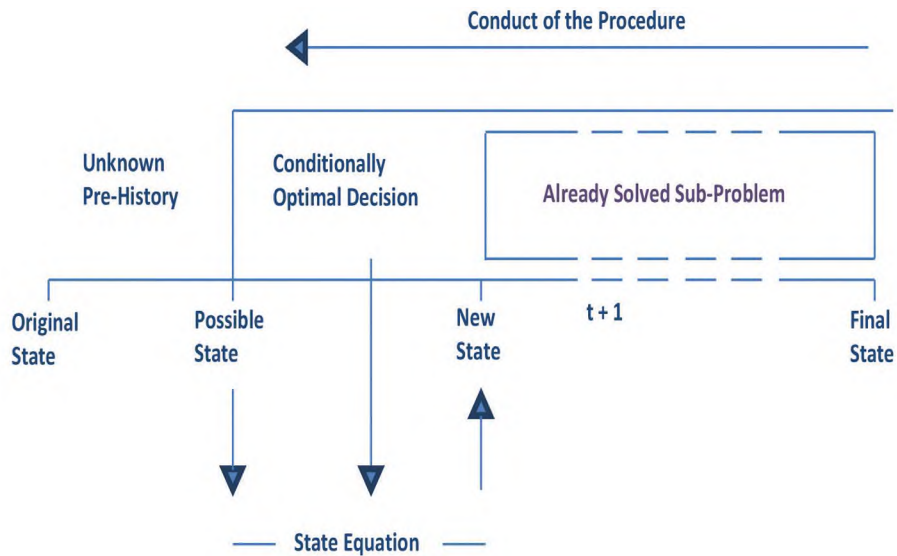 Conduct of the Procedure
Unknown
Pre-History
Conditionally
Optimal Decision
Already Solved Sub-Problem
Original
State
Possible
State
New
State
t + 1
Final
State
State Equation